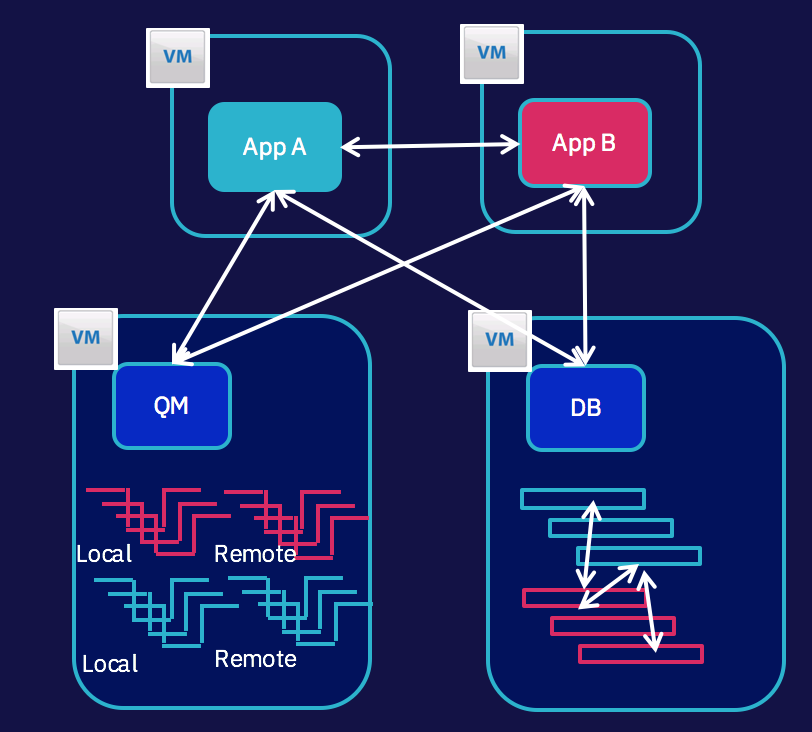 VM
VM
App A
App B
VM
VM
QM
DB
Local
Remote
Local
Remote